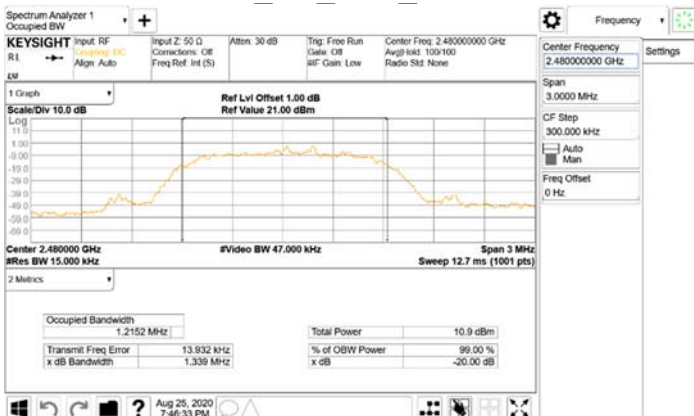 Spectrum Analyzer 1
Occupied BW
Frequency
KEYSIGHT
Input: RF
Coupling: DC
Align: Auto
Input Z: 50 Ω
Corrections: Off
Freq Ref: Int (S)
Atten: 30 dB
Trig: Free Run
Gate: Off
#IF Gain: Low
Center Freq: 2.480000000 GHz
Avg|Hold: 100/100
Radio Std: None
Center Frequency
2.480000000 GHz
Settings
Span
3.0000 MHz
CF Step
300.000 kHz
Auto
Man
Freq Offset
0 Hz
1 Graph
Scale/Div 10.0 dB
Ref Lvl Offset 1.00 dB
Ref Value 21.00 dBm
Log
11.0
1.00
-9.00
-19.0
-29.0
-39.0
-49.0
-59.0
-69.0
Center 2.480000 GHz
#Res BW 15.000 kHz
#Video BW 47.000 kHz
Span 3 MHz
Sweep 12.7 ms (1001 pts)
2 Metrics
Occupied Bandwidth
1.2152 MHz
Total Power 10.9 dBm
Transmit Freq Error 13.932 kHz
% of OBW Power 99.00 %
x dB Bandwidth 1.339 MHz
x dB -20.00 dB
?
Aug 25, 2020
7:46:33 PM